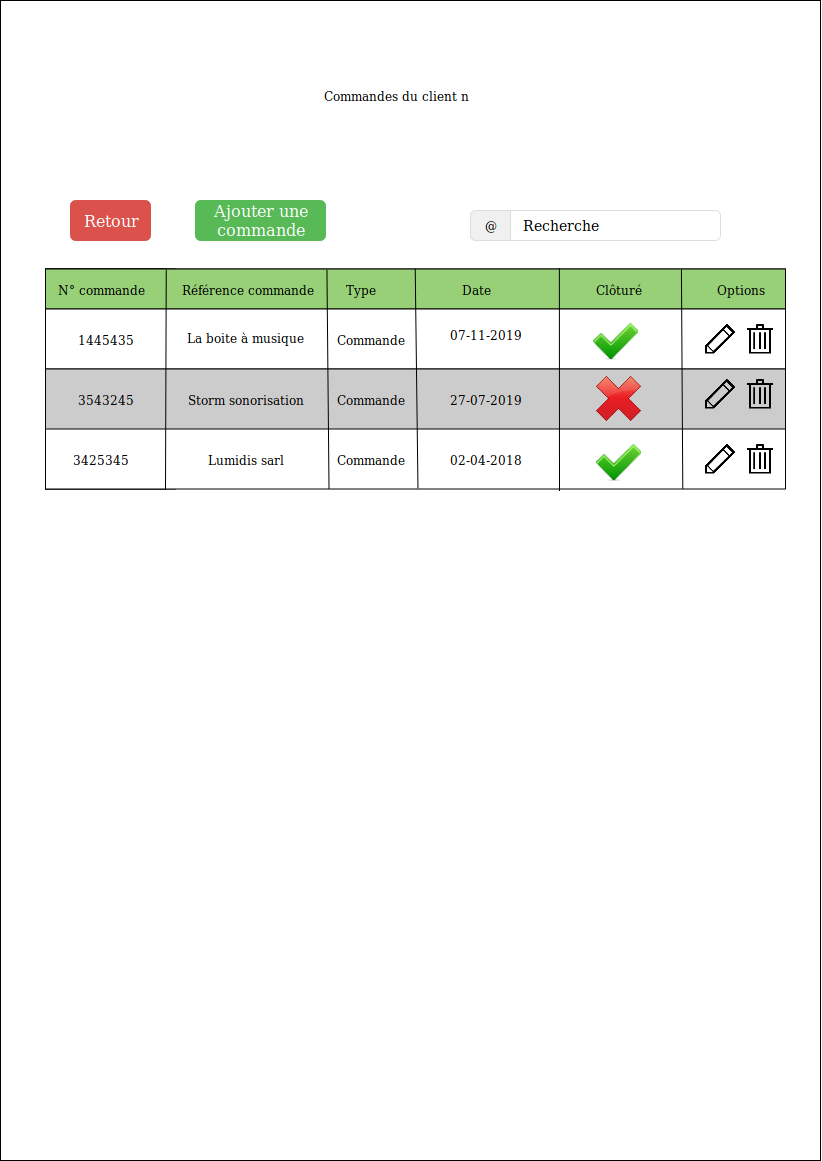 Commandes du client n
Retour
Ajouter une
commande
@ Recherche
N° commande Référence commande Type Date Clôturé Options
1445435 La boite à musique Commande 07-11-2019
3543245 Storm sonorisation Commande 27-07-2019
3425345 Lumidis sarl Commande 02-04-2018